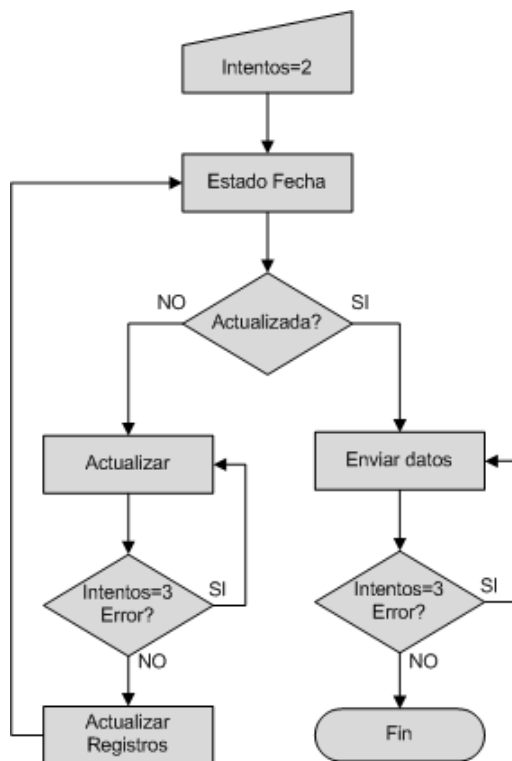 Intentos=2
Estado Fecha
NO
SI
Actualizada?
Actualizar
Enviar datos
Intentos=3
Error?
SI
Intentos=3
Error?
SI
NO
NO
Actualizar
Registros
Fin